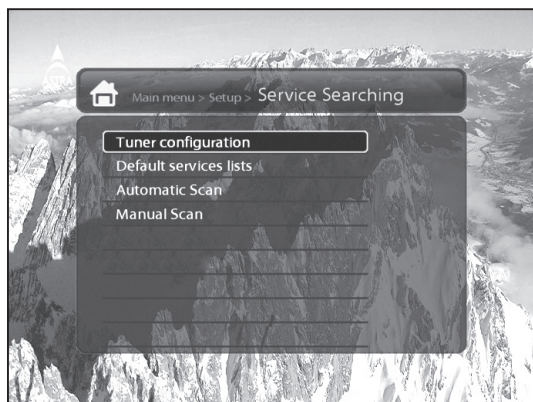 ASTRA
Main menu > Setup > Service Searching
Tuner configuration
Default services lists
Automatic Scan
Manual Scan